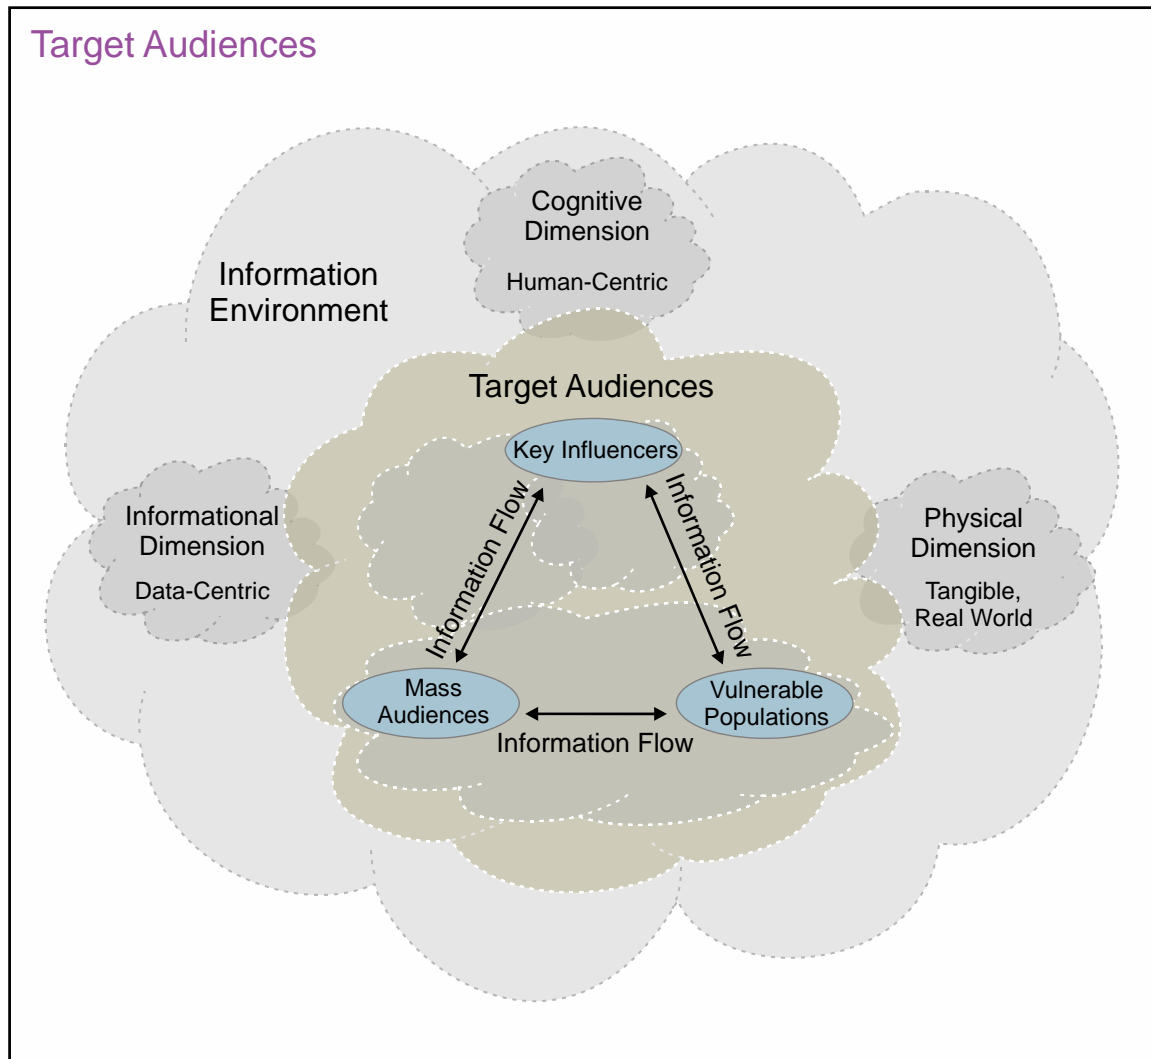 Target Audiences
Cognitive
Dimension
Human-Centric
Information
Environment
Target Audiences
Key Influencers
Information Flow
Information Flow
Informational
Dimension
Data-Centric
Physical
Dimension
Tangible,
Real World
Mass
Audiences
Vulnerable
Populations
Information Flow